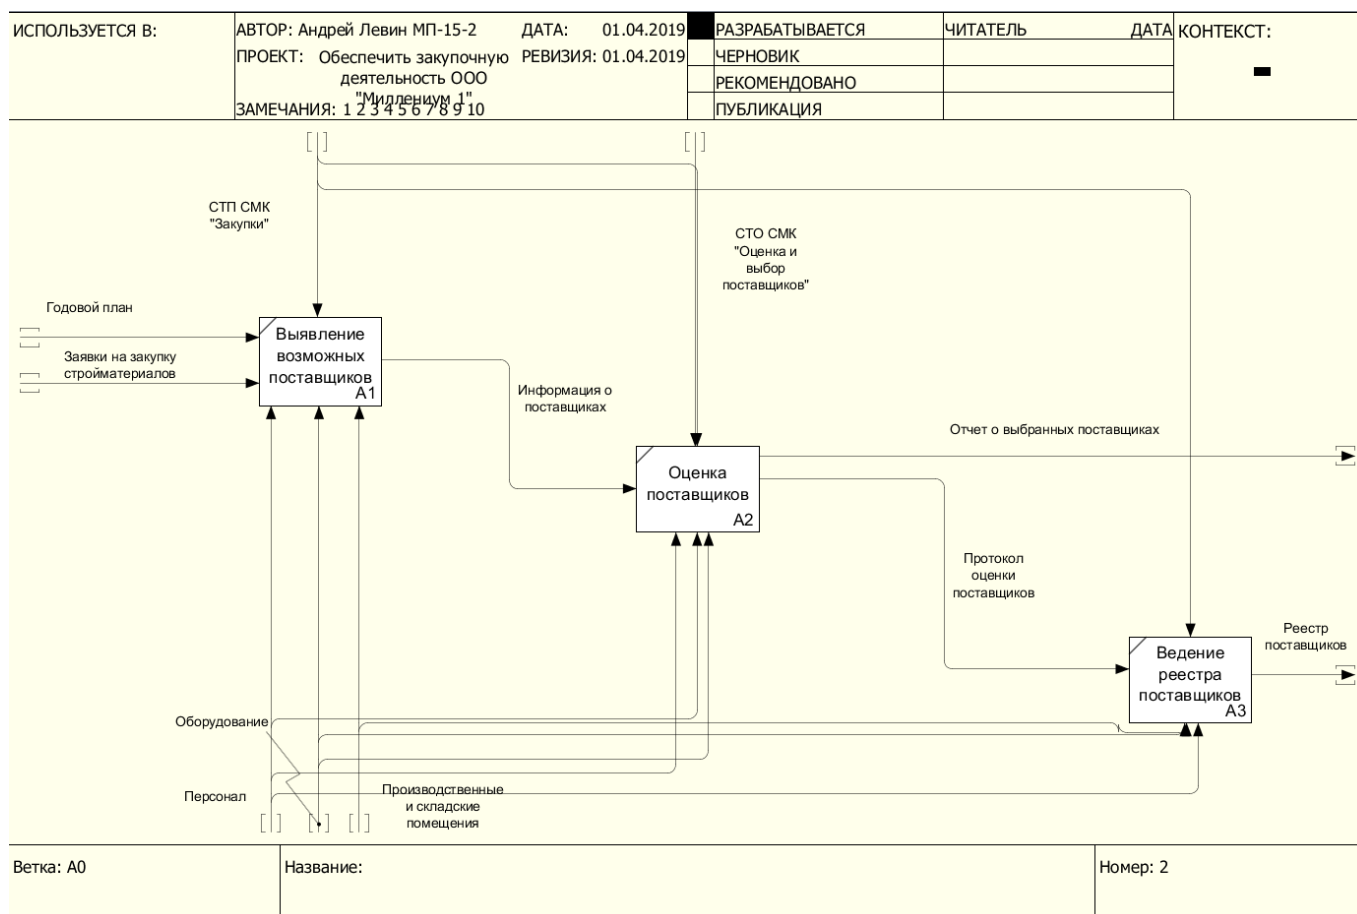 ИСПОЛЬЗУЕТСЯ В:
АВТОР: Андрей Левин МП-15-2
ДАТА: 01.04.2019
ПРОЕКТ: Обеспечить закупочную
деятельность ООО
"Миллениум 1"
РЕВИЗИЯ: 01.04.2019
ЗАМЕЧАНИЯ: 1 2 3 4 5 6 7 8 9 10
РАЗРАБАТЫВАЕТСЯ
ЧЕРНОВИК
РЕКОМЕНДОВАНО
ПУБЛИКАЦИЯ
ЧИТАТЕЛЬ
ДАТА
КОНТЕКСТ:
СТП СМК
"Закупки"
СТО СМК
"Оценка и
выбор
поставщиков"
Годовой план
Заявки на закупку
стройматериалов
Выявление
возможных
поставщиков
A1
Информация о
поставщиках
Отчет о выбранных поставщиках
Оценка
поставщиков
A2
Протокол
оценки
поставщиков
Ведение
реестра
поставщиков
A3
Реестр
поставщиков
Оборудование
Персонал
Производственные
и складские
помещения
Ветка: A0
Название:
Номер: 2